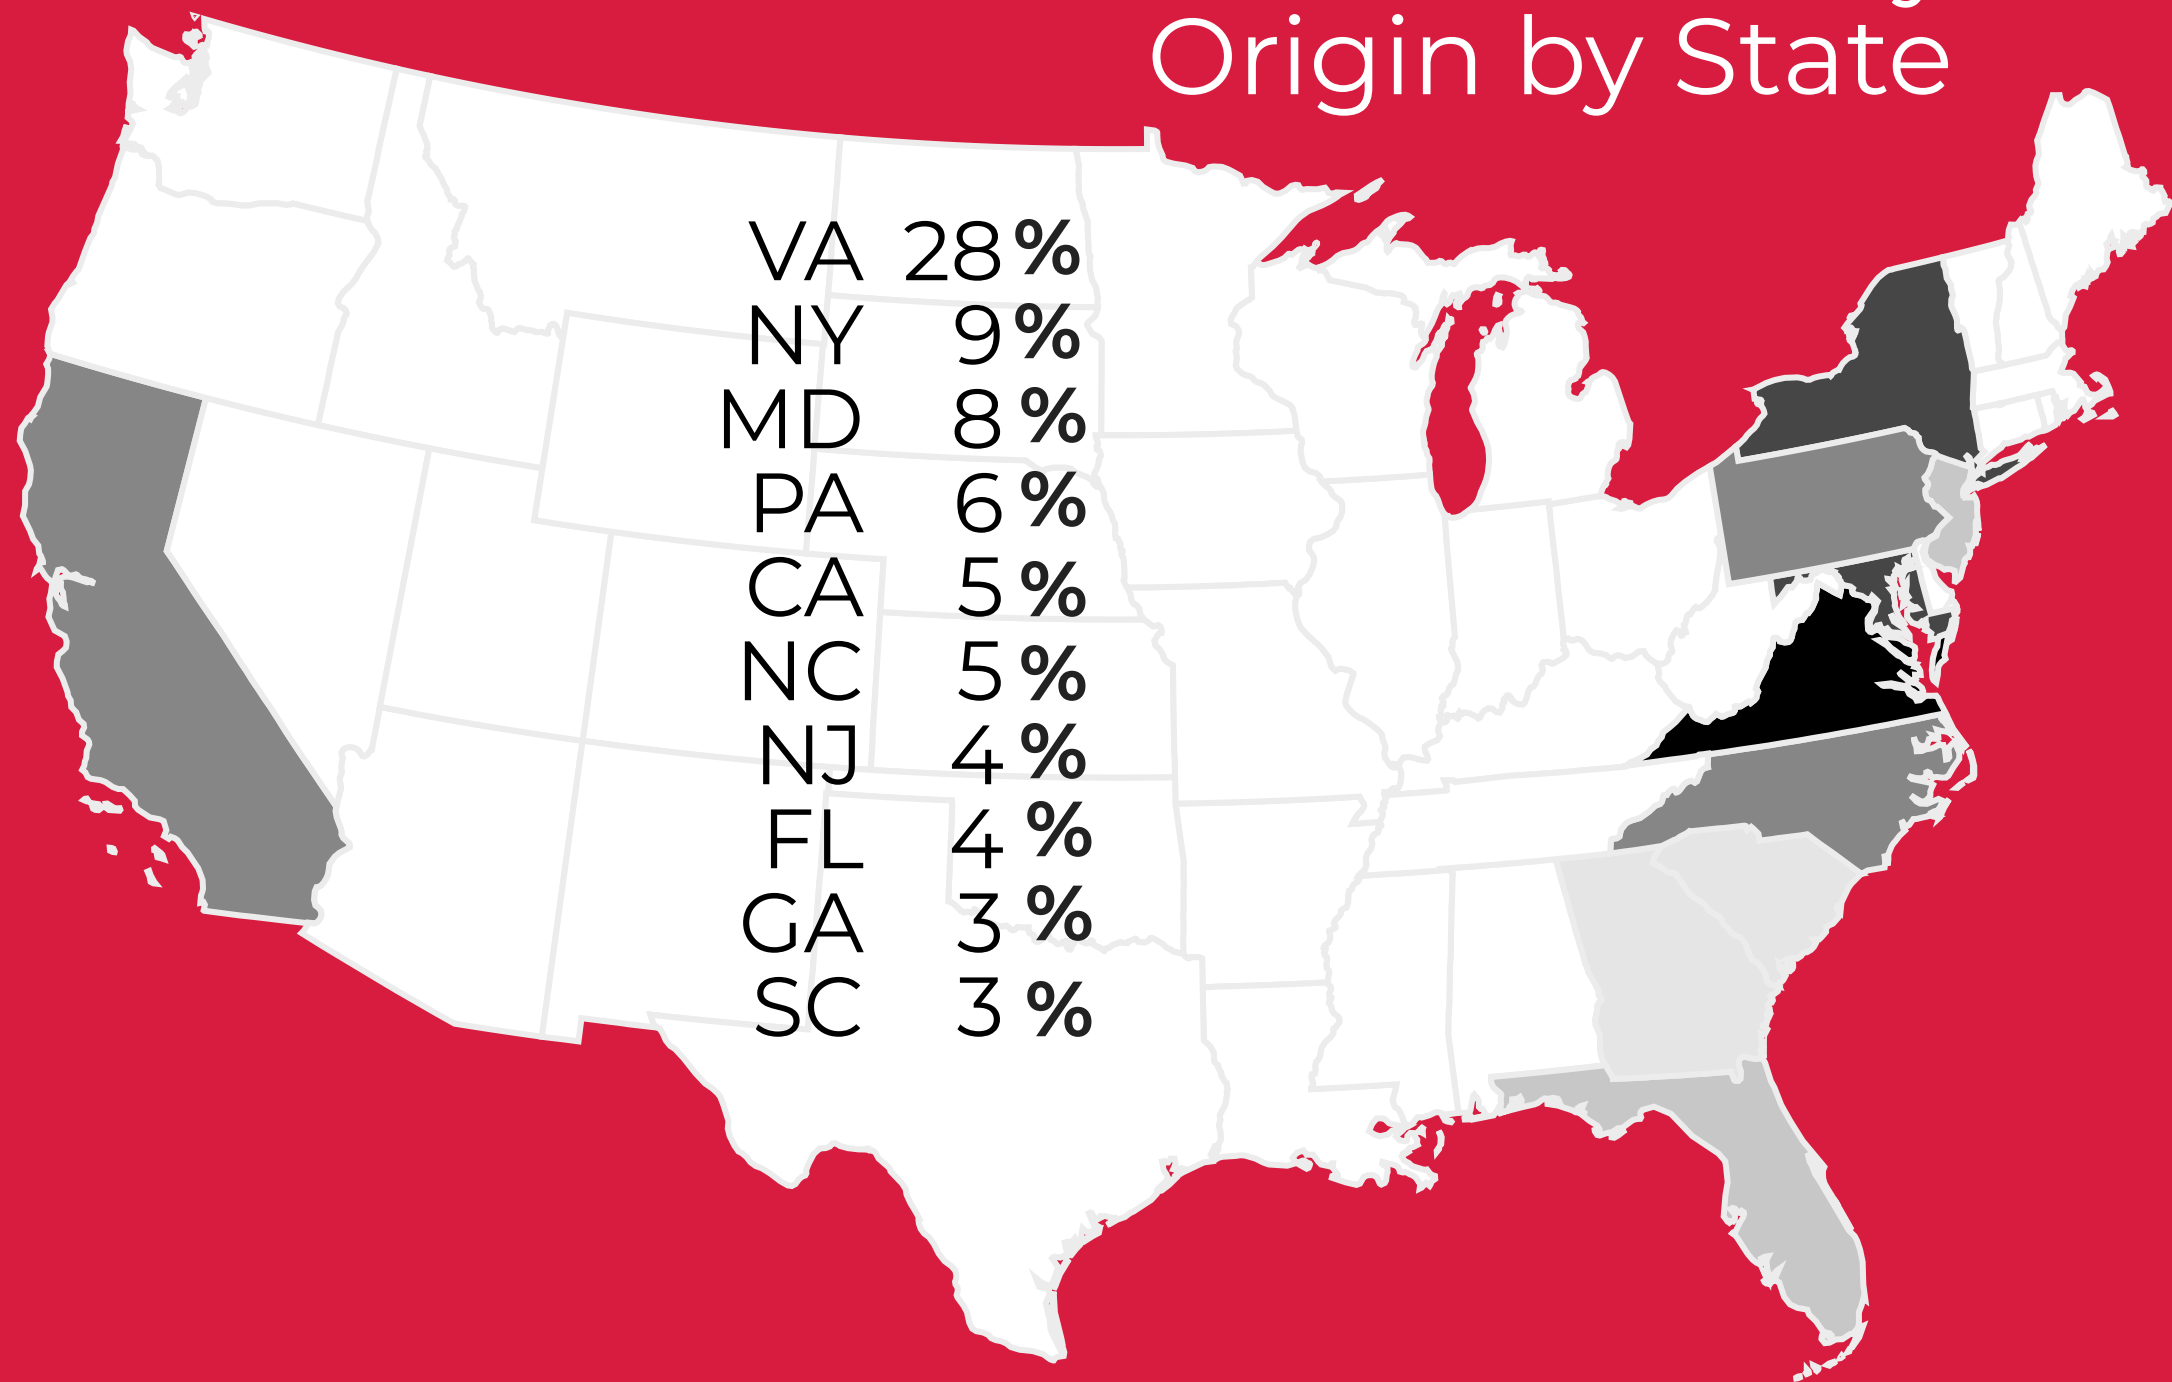 Origin by State
VA 28%
NY 9%
MD 8%
PA 6%
CA 5%
NC 5%
NJ 4%
FL 4%
GA 3%
SC 3%